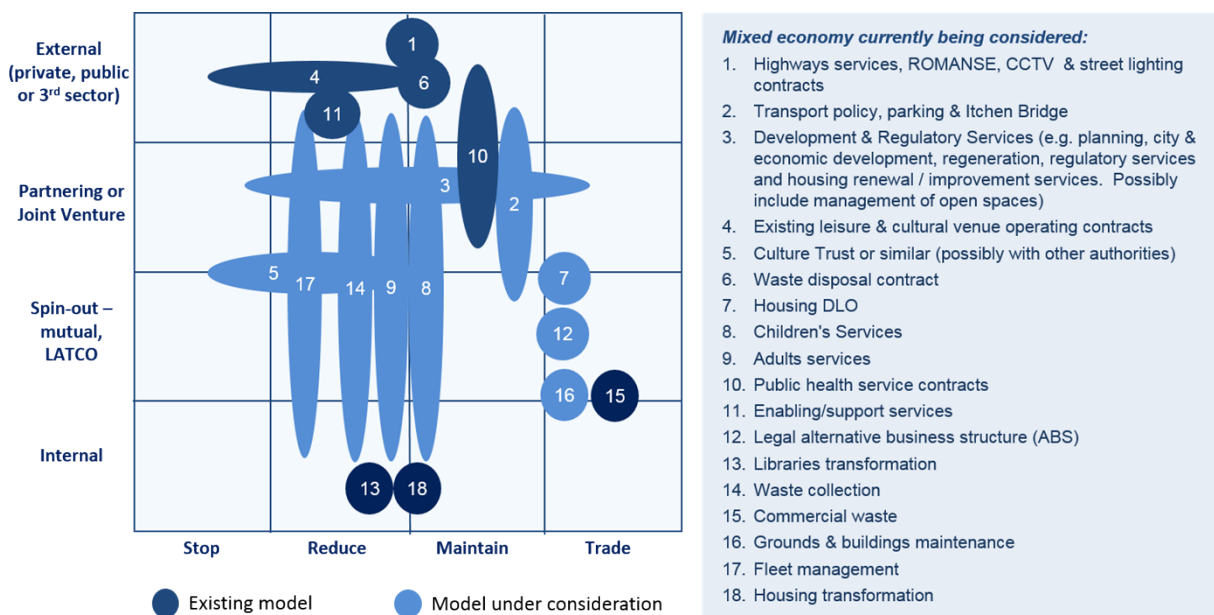 External
(private, public
or 3rd sector)
Partnering or
Joint Venture
Spin-out –
mutual,
LATCO
Internal
1
4
6
11
10
3
2
5
17
14
9
8
7
12
16
15
13
18
Stop
Reduce
Maintain
Trade
Existing model
Model under consideration
Mixed economy currently being considered:
1. Highways services, ROMANSE, CCTV & street lighting
contracts
2. Transport policy, parking & Itchen Bridge
3. Development & Regulatory Services (e.g. planning, city &
economic development, regeneration, regulatory services
and housing renewal / improvement services. Possibly
include management of open spaces)
4. Existing leisure & cultural venue operating contracts
5. Culture Trust or similar (possibly with other authorities)
6. Waste disposal contract
7. Housing DLO
8. Children's Services
9. Adults services
10. Public health service contracts
11. Enabling/support services
12. Legal alternative business structure (ABS)
13. Libraries transformation
14. Waste collection
15. Commercial waste
16. Grounds & buildings maintenance
17. Fleet management
18. Housing transformation